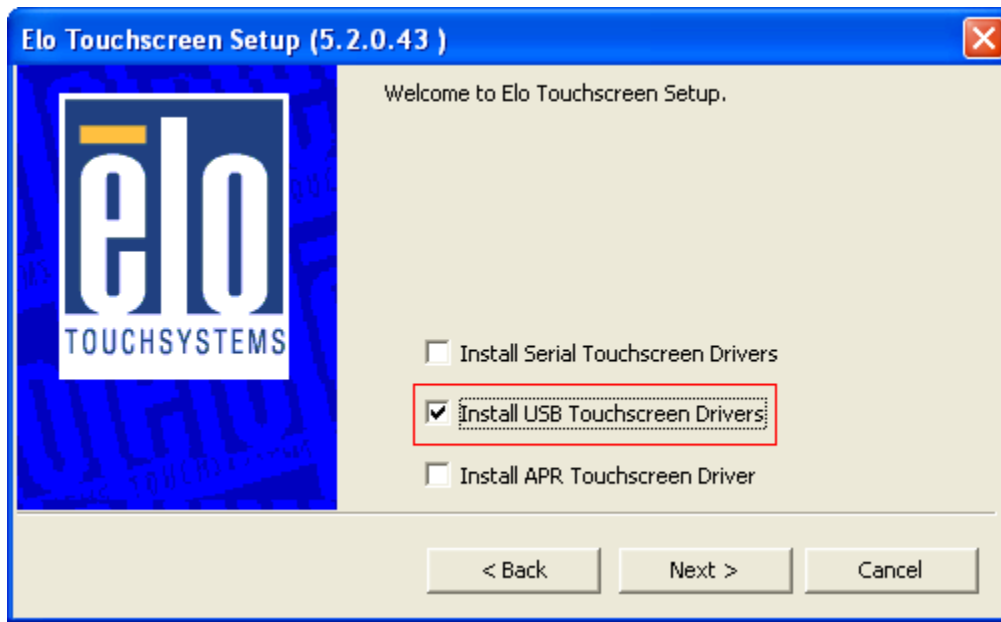 Elo Touchscreen Setup (5.2.0.43 )
Welcome to Elo Touchscreen Setup.
ēlo
TOUCHSYSTEMS
Install Serial Touchscreen Drivers
Install USB Touchscreen Drivers
Install APR Touchscreen Driver
< Back
Next >
Cancel